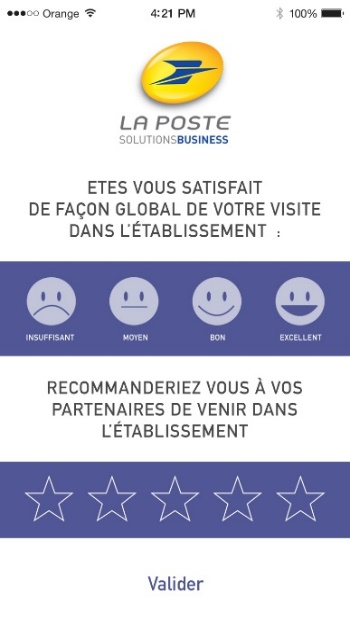 Orange 4:21 PM 100%
LA POSTE
SOLUTIONSBUSINESS
ETES VOUS SATISFAIT
DE FAÇON GLOBAL DE VOTRE VISITE
DANS L'ÉTABLISSEMENT :
INSUFFISANT MOYEN BON EXCELLENT
RECOMMANDERIEZ VOUS À VOS
PARTENAIRES DE VENIR DANS
L'ÉTABLISSEMENT
Valider